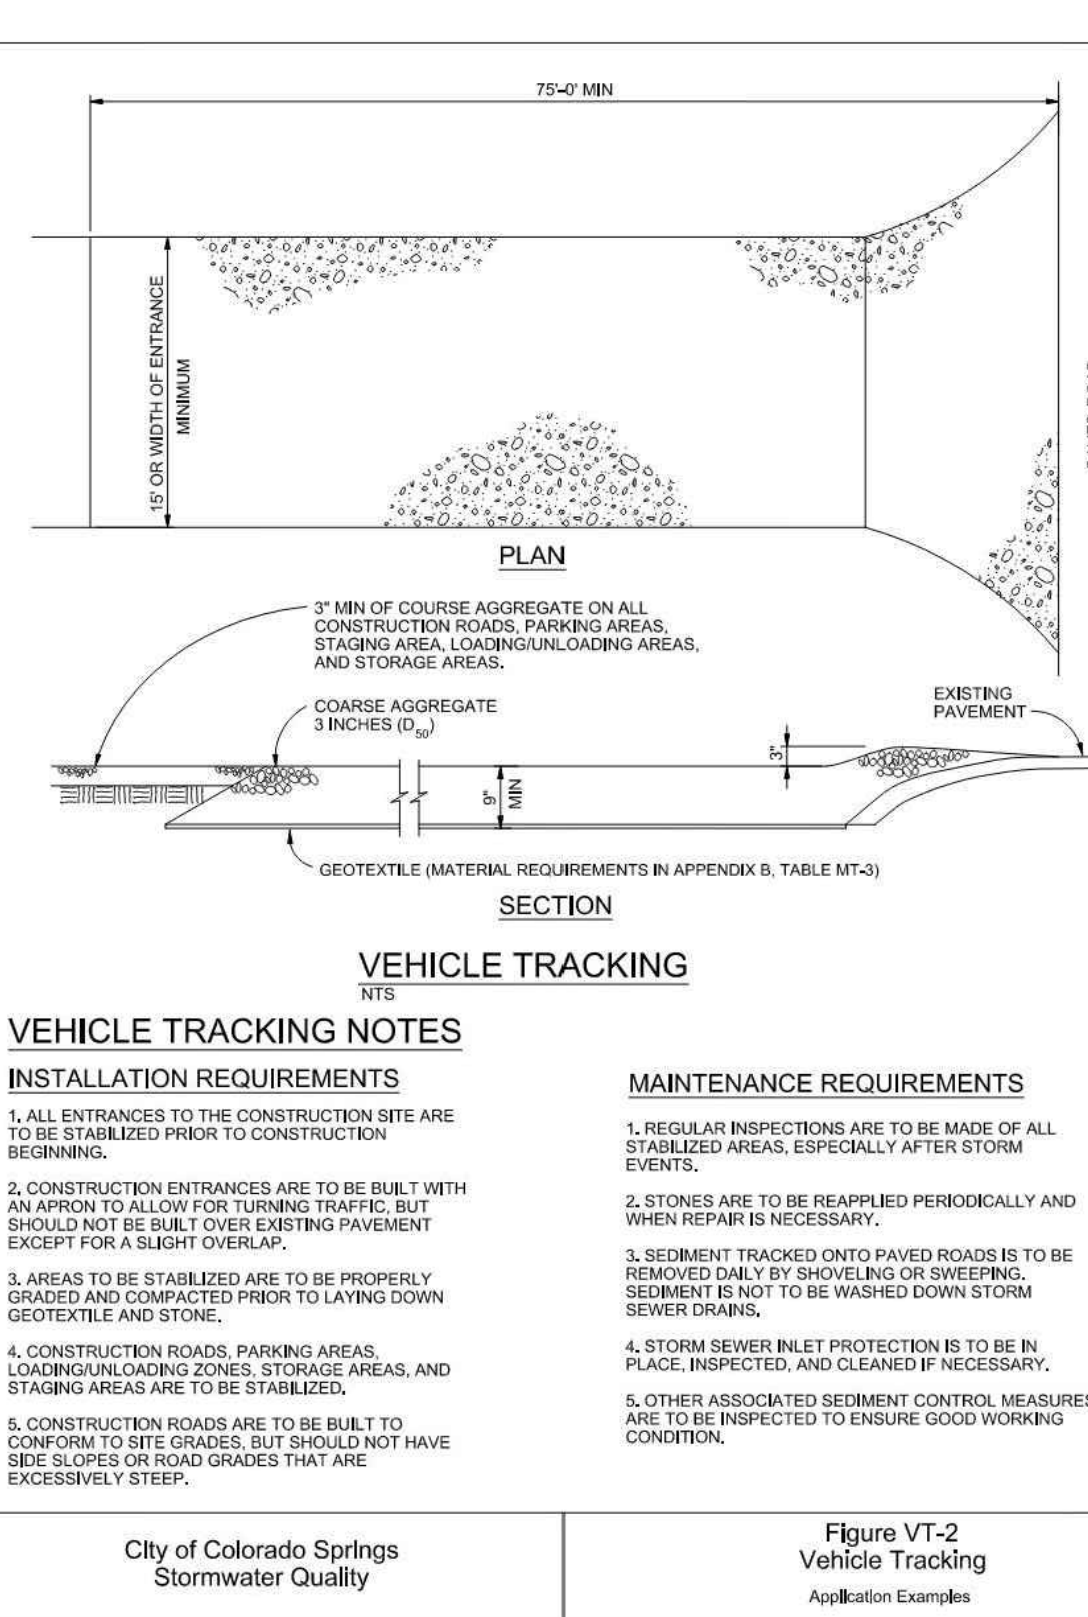 75'-0' MIN
15' OR WIDTH OF ENTRANCE
MINIMUM
PLAN
3" MIN OF COURSE AGGREGATE ON ALL
CONSTRUCTION ROADS, PARKING AREAS,
STAGING AREA, LOADING/UNLOADING AREAS,
AND STORAGE AREAS.
COARSE AGGREGATE
3 INCHES (D50)
EXISTING
PAVEMENT
3"
9"
MIN
GEOTEXTILE (MATERIAL REQUIREMENTS IN APPENDIX B, TABLE MT-3)
SECTION
VEHICLE TRACKING
NTS
VEHICLE TRACKING NOTES
INSTALLATION REQUIREMENTS
1. ALL ENTRANCES TO THE CONSTRUCTION SITE ARE
TO BE STABILIZED PRIOR TO CONSTRUCTION
BEGINNING.
2. CONSTRUCTION ENTRANCES ARE TO BE BUILT WITH
AN APRON TO ALLOW FOR TURNING TRAFFIC, BUT
SHOULD NOT BE BUILT OVER EXISTING PAVEMENT
EXCEPT FOR A SLIGHT OVERLAP.
3. AREAS TO BE STABILIZED ARE TO BE PROPERLY
GRADED AND COMPACTED PRIOR TO LAYING DOWN
GEOTEXTILE AND STONE.
4. CONSTRUCTION ROADS, PARKING AREAS,
LOADING/UNLOADING ZONES, STORAGE AREAS, AND
STAGING AREAS ARE TO BE STABILIZED.
5. CONSTRUCTION ROADS ARE TO BE BUILT TO
CONFORM TO SITE GRADES, BUT SHOULD NOT HAVE
SIDE SLOPES OR ROAD GRADES THAT ARE
EXCESSIVELY STEEP.
MAINTENANCE REQUIREMENTS
1. REGULAR INSPECTIONS ARE TO BE MADE OF ALL
STABILIZED AREAS, ESPECIALLY AFTER STORM
EVENTS.
2. STONES ARE TO BE REAPPLIED PERIODICALLY AND
WHEN REPAIR IS NECESSARY.
3. SEDIMENT TRACKED ONTO PAVED ROADS IS TO BE
REMOVED DAILY BY SHOVELING OR SWEEPING.
SEDIMENT IS NOT TO BE WASHED DOWN STORM
SEWER DRAINS.
4. STORM SEWER INLET PROTECTION IS TO BE IN
PLACE, INSPECTED, AND CLEANED IF NECESSARY.
5. OTHER ASSOCIATED SEDIMENT CONTROL MEASURES
ARE TO BE INSPECTED TO ENSURE GOOD WORKING
CONDITION.
City of Colorado Springs
Stormwater Quality
Figure VT-2
Vehicle Tracking
Application Examples